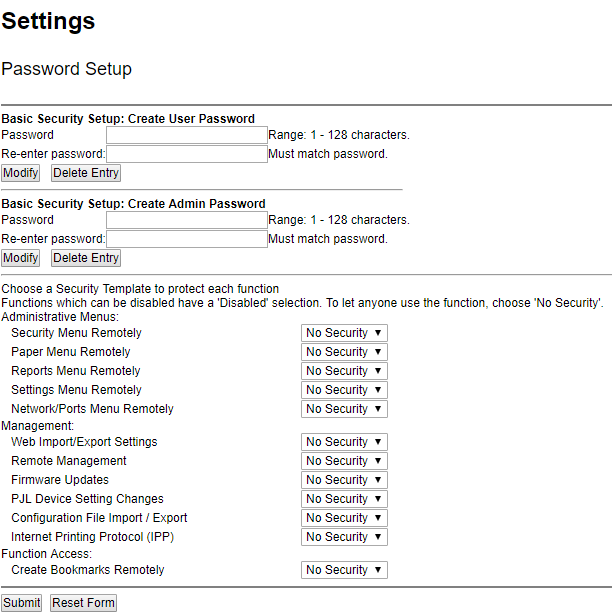 Settings
Password Setup
Basic Security Setup: Create User Password
Password Range: 1 - 128 characters.
Re-enter password: Must match password.
Modify Delete Entry
Basic Security Setup: Create Admin Password
Password Range: 1 - 128 characters.
Re-enter password: Must match password.
Modify Delete Entry
Choose a Security Template to protect each function
Functions which can be disabled have a 'Disabled' selection. To let anyone use the function, choose 'No Security'.
Administrative Menus:
Security Menu Remotely No Security
Paper Menu Remotely No Security
Reports Menu Remotely No Security
Settings Menu Remotely No Security
Network/Ports Menu Remotely No Security
Management:
Web Import/Export Settings No Security
Remote Management No Security
Firmware Updates No Security
PJL Device Setting Changes No Security
Configuration File Import / Export No Security
Internet Printing Protocol (IPP) No Security
Function Access:
Create Bookmarks Remotely No Security
Submit Reset Form